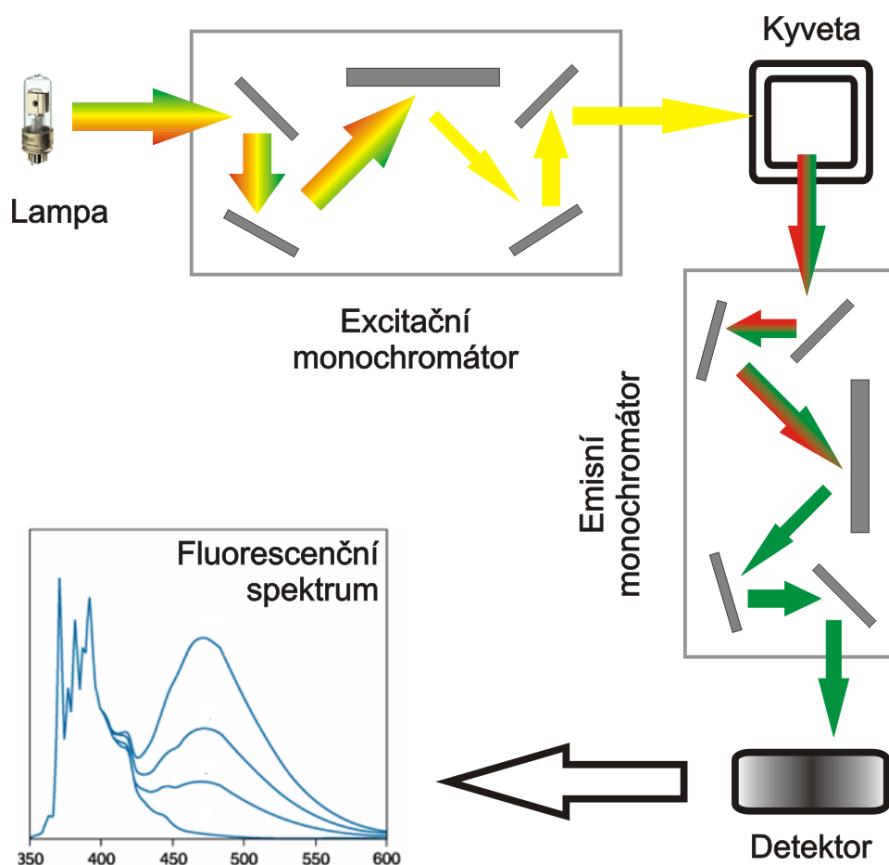 Kyveta
Lampa
Excitační
monochromátor
Emisní
monochromátor
Fluorescenční
spektrum
350 400 450 500 550 600
Detektor